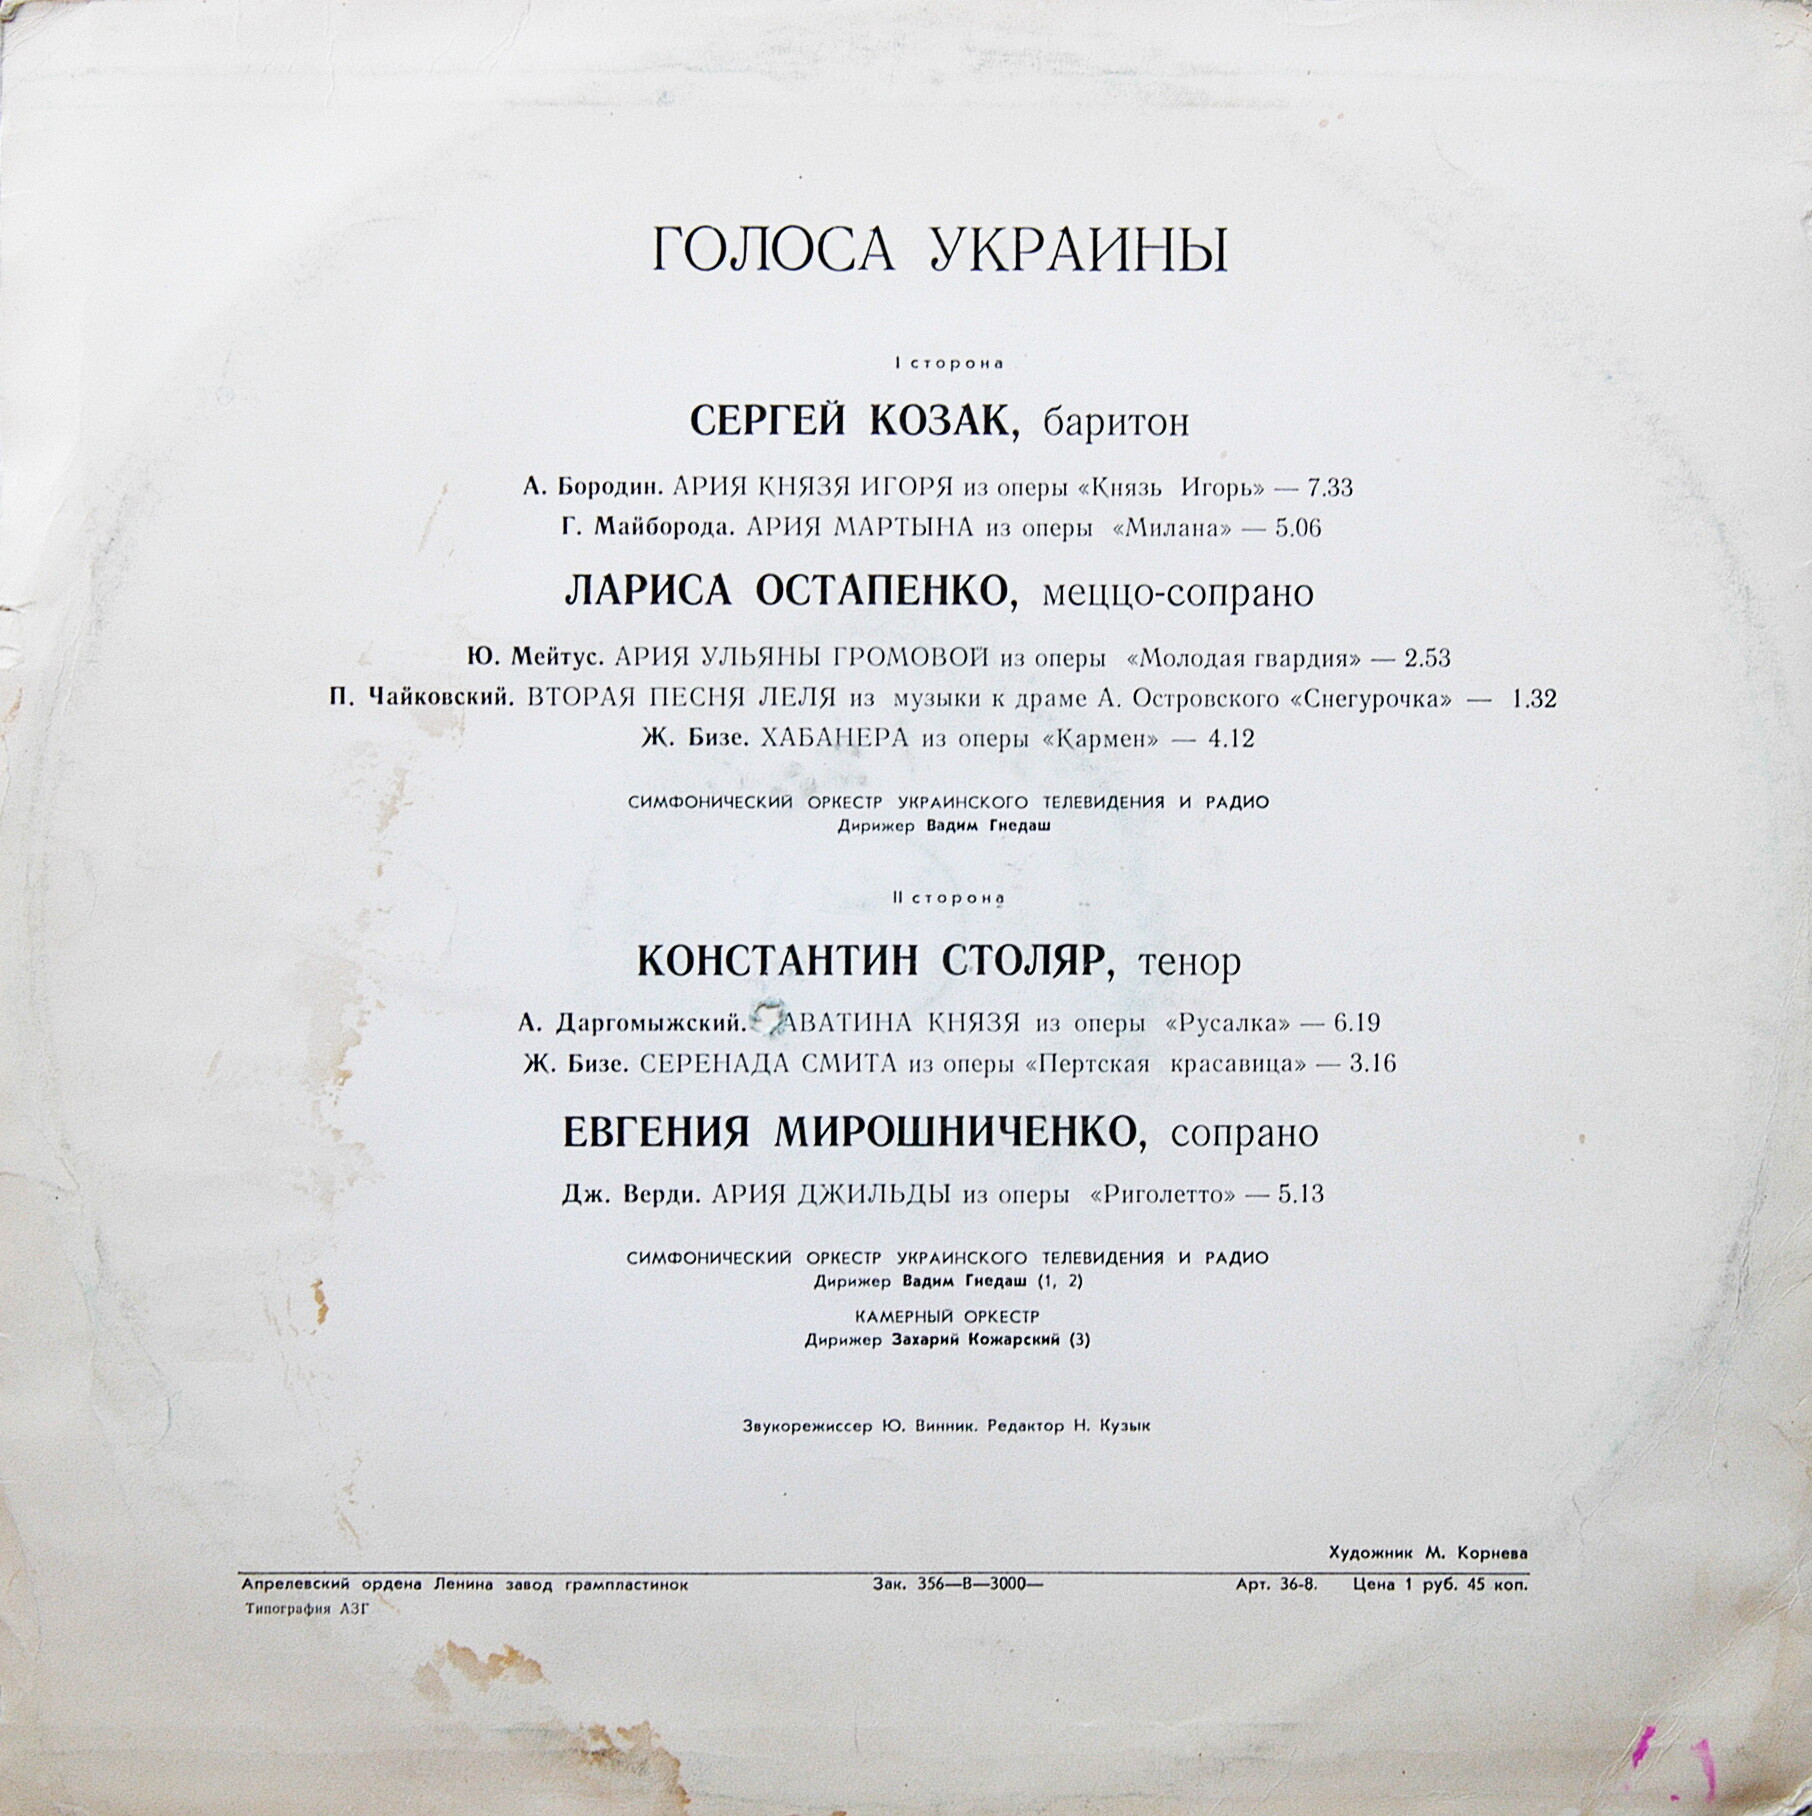 ГОЛОСА УКРАИНЫ
I сторона
СЕРГЕЙ КОЗАК, баритон
А. Бородин. АРИЯ КНЯЗЯ ИГОРЯ из оперы «Князь Игорь» — 7.33
Г. Майборода. АРИЯ МАРТЫНА из оперы «Милана» — 5.06
ЛАРИСА ОСТАПЕНКО, меццо-сопрано
Ю. Мейтус. АРИЯ УЛЬЯНЫ ГРОМОВОЙ из оперы «Молодая гвардия» — 2.53
П. Чайковский. ВТОРАЯ ПЕСНЯ ЛЕЛЯ из музыки к драме А. Островского «Снегурочка» — 1.32
Ж. Бизе. ХАБАНЕРА из оперы «Кармен» — 4.12
СИМФОНИЧЕСКИЙ ОРКЕСТР УКРАИНСКОГО ТЕЛЕВИДЕНИЯ И РАДИО
Дирижер Вадим Гнедаш
II сторона
КОНСТАНТИН СТОЛЯР, тенор
А. Даргомыжский. АВАТИНА КНЯЗЯ из оперы «Русалка» — 6.19
Ж. Бизе. СЕРЕНАДА СМИТА из оперы «Пертская красавица» — 3.16
ЕВГЕНИЯ МИРОШНИЧЕНКО, сопрано
Дж. Верди. АРИЯ ДЖИЛЬДЫ из оперы «Риголетто» — 5.13
СИМФОНИЧЕСКИЙ ОРКЕСТР УКРАИНСКОГО ТЕЛЕВИДЕНИЯ И РАДИО
Дирижер Вадим Гнедаш (1, 2)
КАМЕРНЫЙ ОРКЕСТР
Дирижер Захарий Кожарский (3)
Звукорежиссер Ю. Винник. Редактор Н. Кузык
Художник М. Корнева
Апрелевский ордена Ленина завод грампластинок Зак. 356—В—3000— Арт. 36-8. Цена 1 руб. 45 коп.
Типография АЗГ